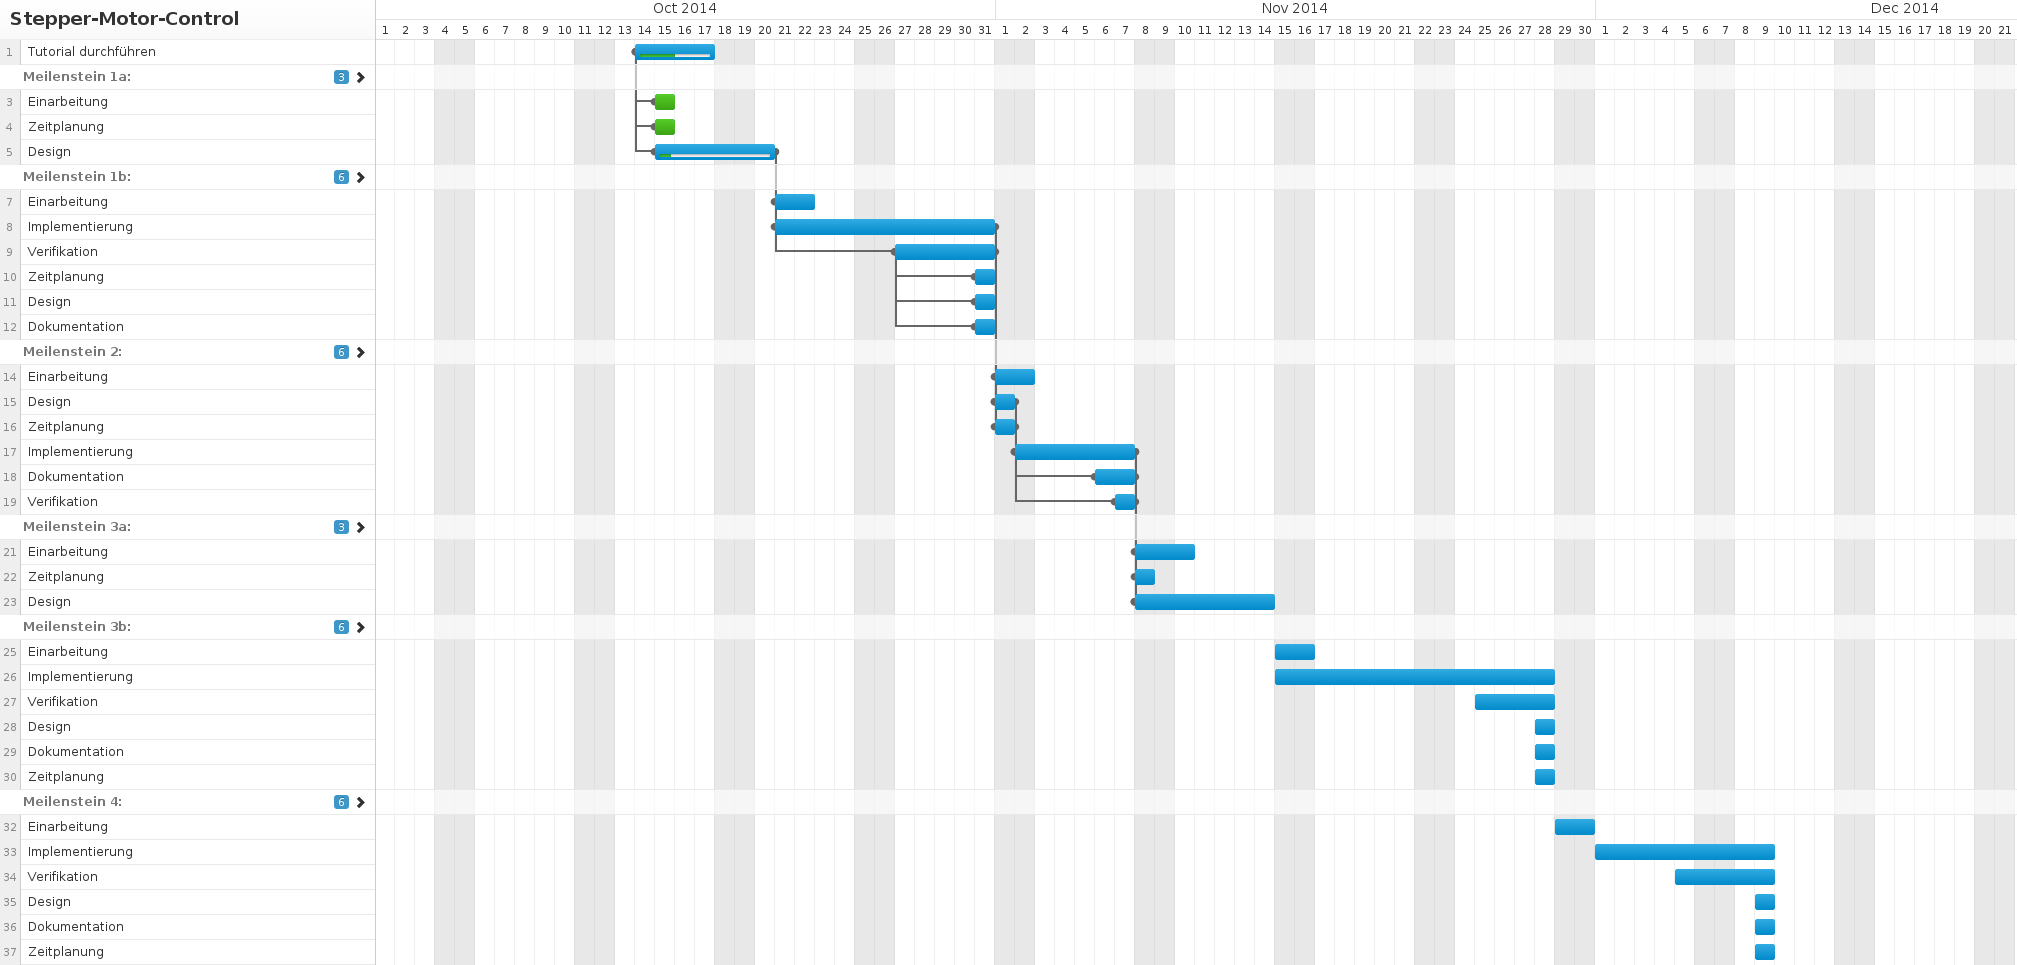 Stepper-Motor-Control
Oct 2014 Nov 2014 Dec 2014
1 2 3 4 5 6 7 8 9 10 11 12 13 14 15 16 17 18 19 20 21 22 23 24 25 26 27 28 29 30 31 1 2 3 4 5 6 7 8 9 10 11 12 13 14 15 16 17 18 19 20 21 22 23 24 25 26 27 28 29 30 1 2 3 4 5 6 7 8 9 10 11 12 13 14 15 16 17 18 19 20 21
1 Tutorial durchführen
Meilenstein 1a: 3
3 Einarbeitung
4 Zeitplanung
5 Design
Meilenstein 1b: 6
7 Einarbeitung
8 Implementierung
9 Verifikation
10 Zeitplanung
11 Design
12 Dokumentation
Meilenstein 2: 6
14 Einarbeitung
15 Design
16 Zeitplanung
17 Implementierung
18 Dokumentation
19 Verifikation
Meilenstein 3a: 3
21 Einarbeitung
22 Zeitplanung
23 Design
Meilenstein 3b: 6
25 Einarbeitung
26 Implementierung
27 Verifikation
28 Design
29 Dokumentation
30 Zeitplanung
Meilenstein 4: 6
32 Einarbeitung
33 Implementierung
34 Verifikation
35 Design
36 Dokumentation
37 Zeitplanung